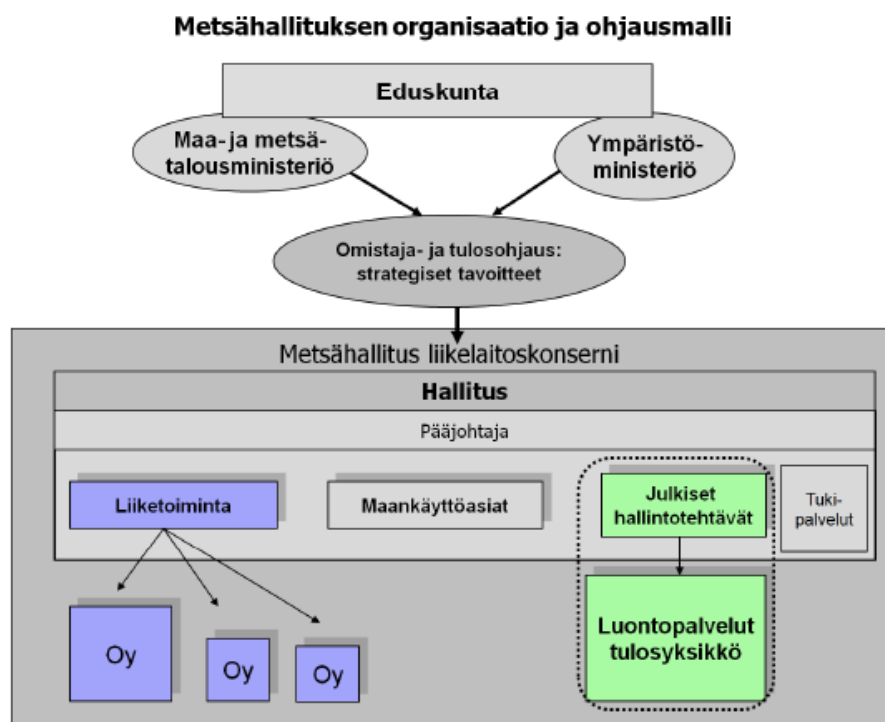 Metsähallituksen organisaatio ja ohjausmalli
Eduskunta
Maa- ja metsä-
talousministeriö
Ympäristö-
ministeriö
Omistaja- ja tulosohjaus:
strategiset tavoitteet
Metsähallitus liikelaitoskonserni
Hallitus
Pääjohtaja
Liiketoiminta
Maankäyttöasiat
Julkiset
hallintotehtävät
Tuki-
palvelut
Oy
Oy
Oy
Luontopalvelut
tulosyksikkö